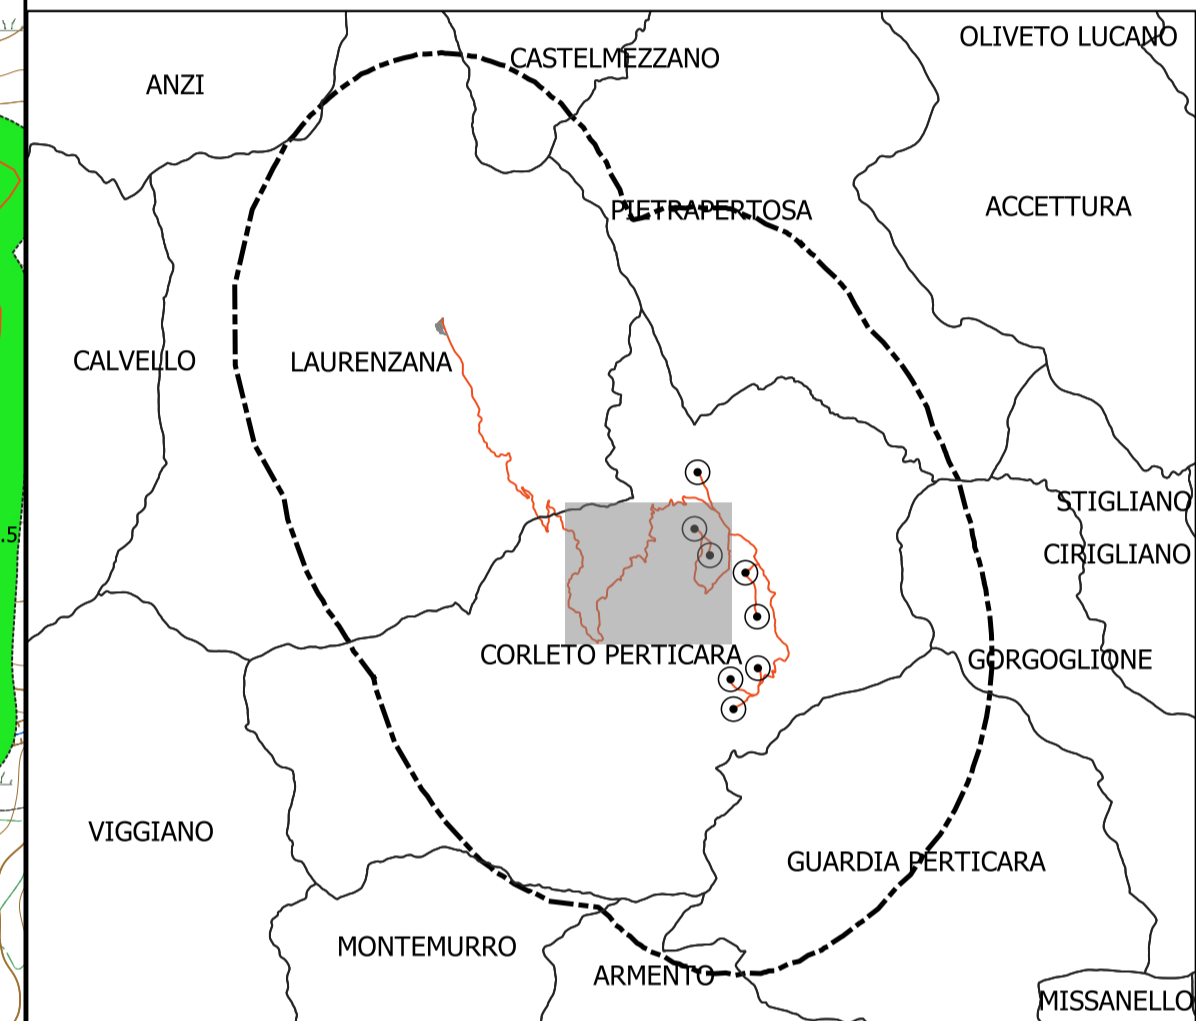 OLIVETO LUCANO
CASTELMEZZANO
ANZI
ACCETTURA
PIETRAPERTOSA
CALVELLO
LAURENZANA
STIGLIANO
.5
CIRIGLIANO
CORLETO PERTICARA
GORGOGLIONE
VIGGIANO
GUARDIA PERTICARA
MONTEMURRO
ARMENTO
MISSANELLO